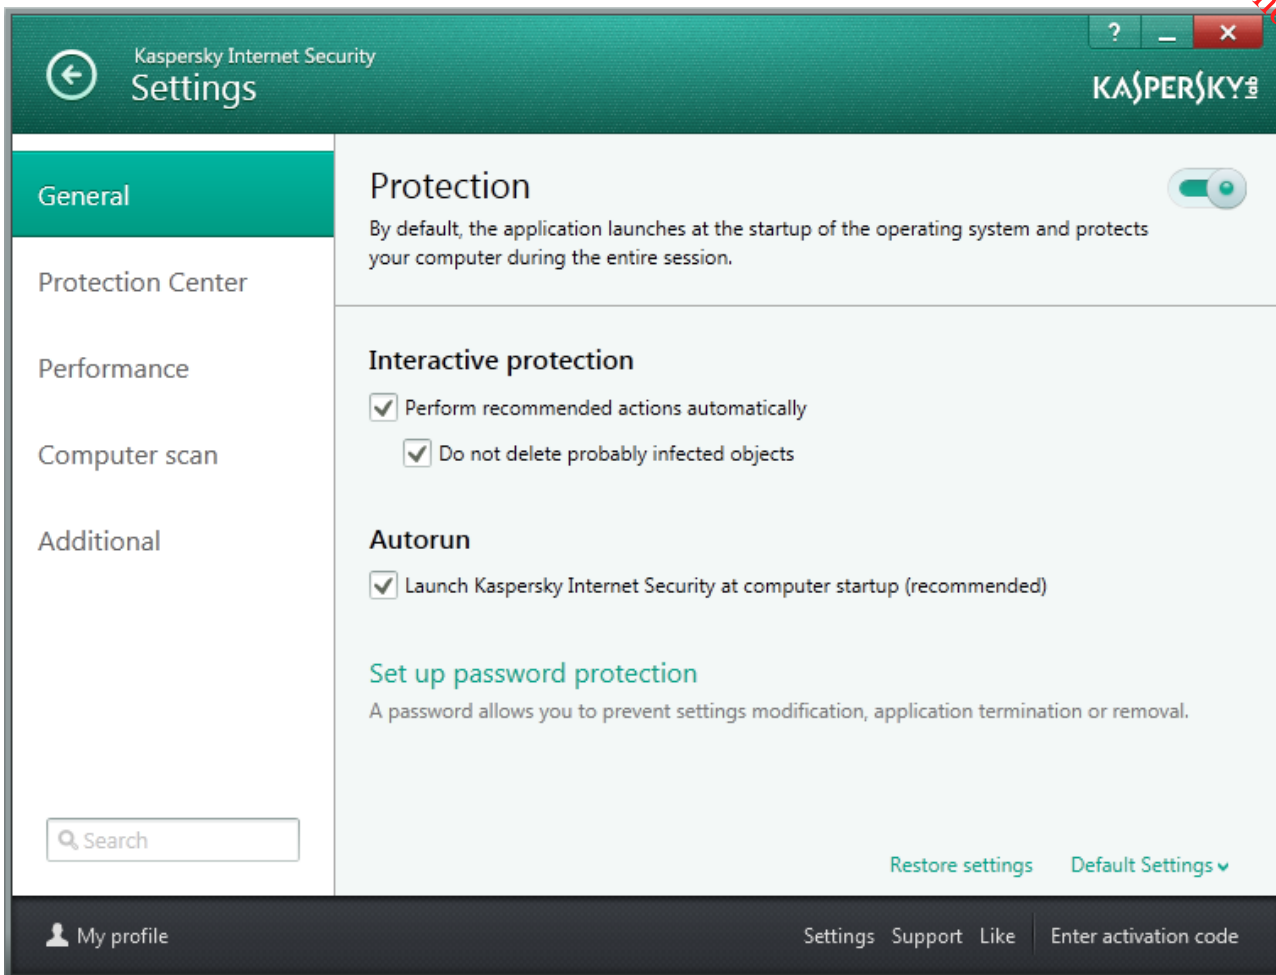 Kaspersky Internet Security
Settings
?
KASPERSKY lab
General
Protection Center
Performance
Computer scan
Additional
Search
Protection
By default, the application launches at the startup of the operating system and protects
your computer during the entire session.
Interactive protection
Perform recommended actions automatically
Do not delete probably infected objects
Autorun
Launch Kaspersky Internet Security at computer startup (recommended)
Set up password protection
A password allows you to prevent settings modification, application termination or removal.
Restore settings Default Settings
My profile
Settings Support Like Enter activation code